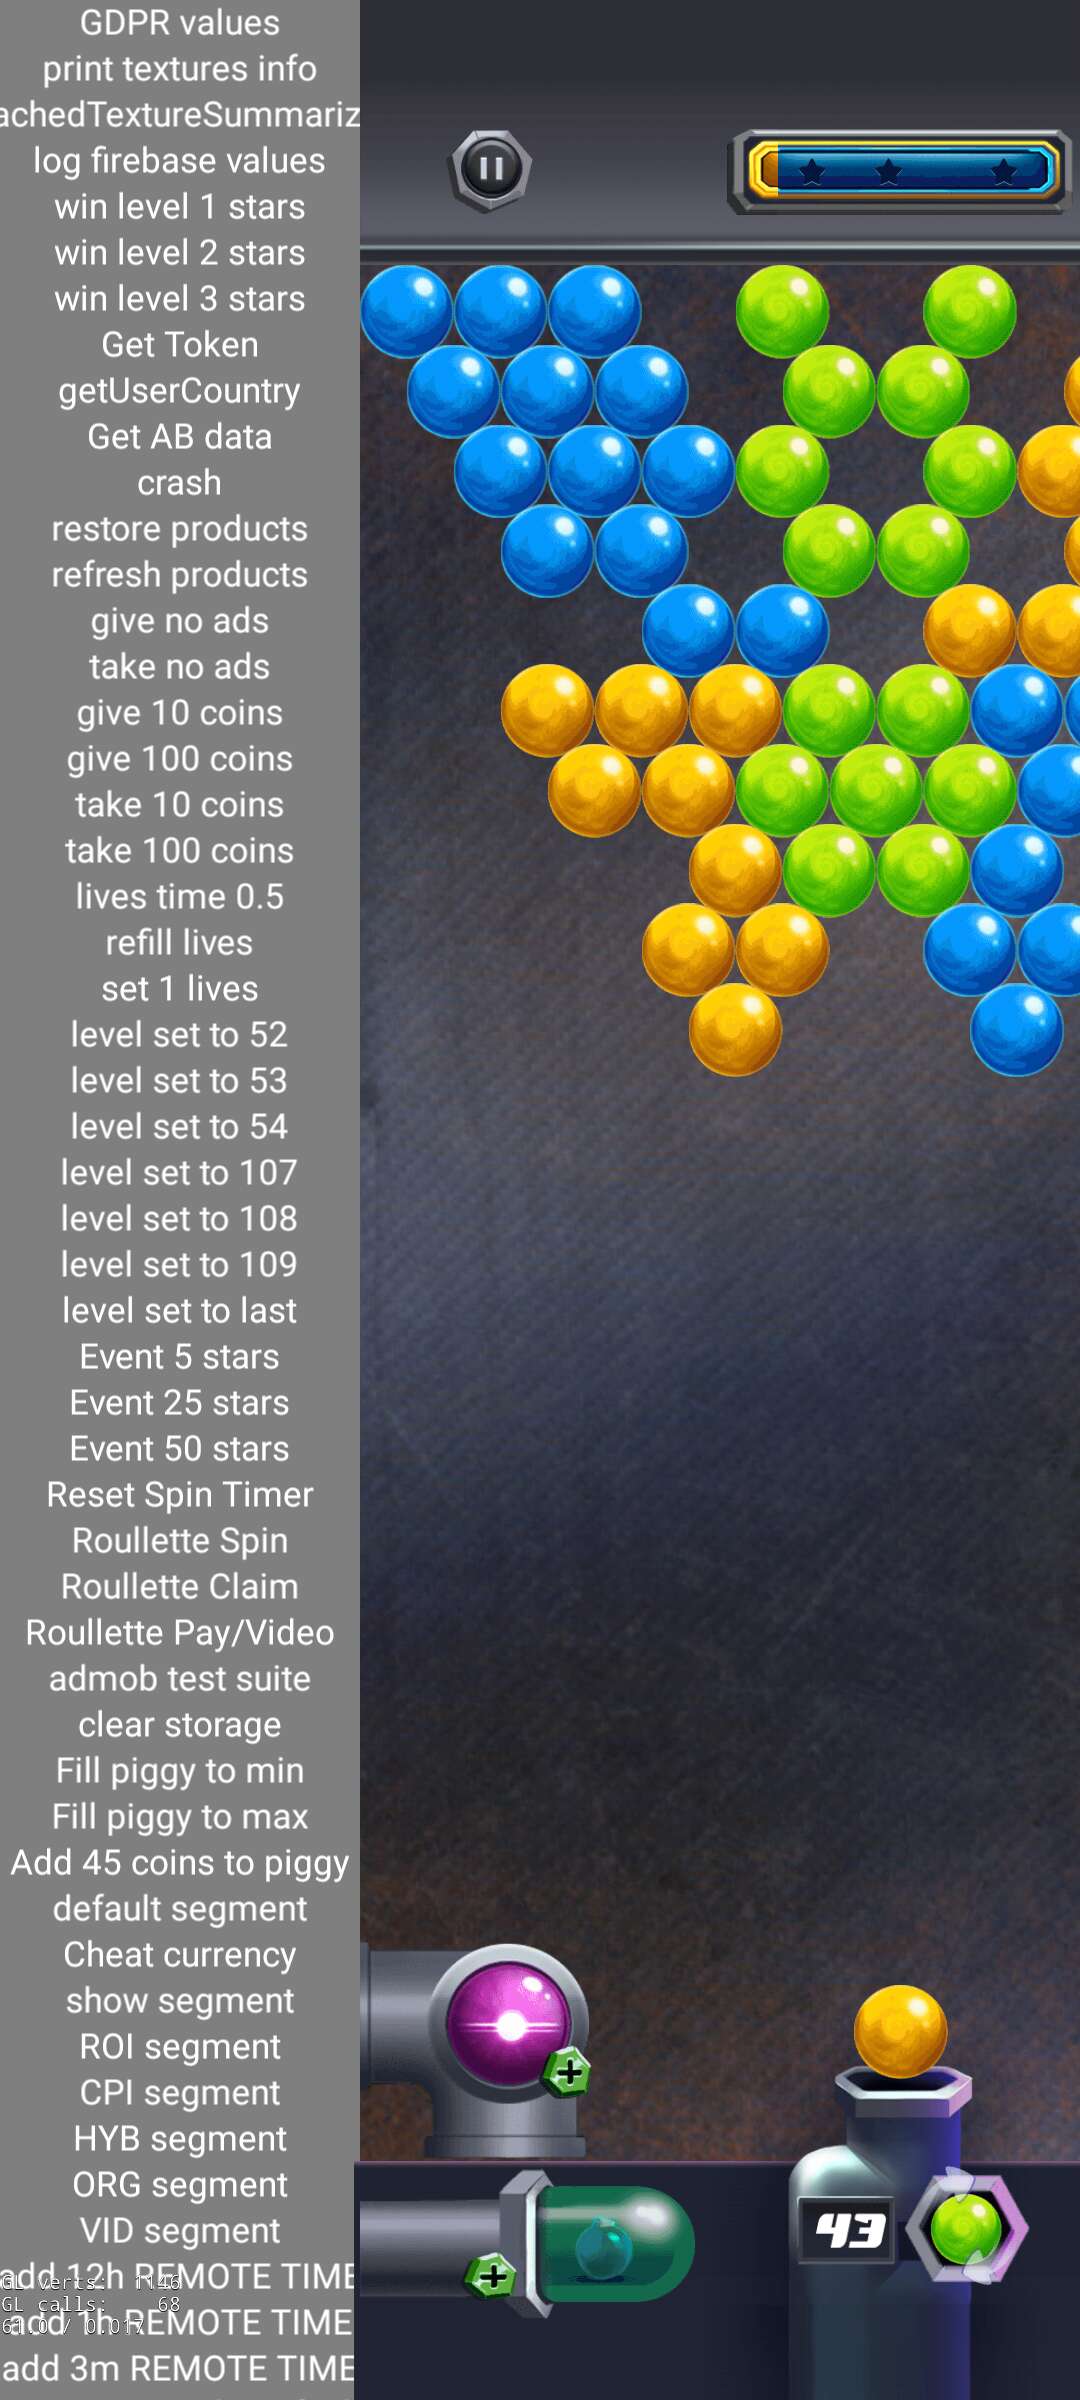 GDPR values
print textures info
achedTextureSummariz
log firebase values
win level 1 stars
win level 2 stars
win level 3 stars
Get Token
getUserCountry
Get AB data
crash
restore products
refresh products
give no ads
take no ads
give 10 coins
give 100 coins
take 10 coins
take 100 coins
lives time 0.5
refill lives
set 1 lives
level set to 52
level set to 53
level set to 54
level set to 107
level set to 108
level set to 109
level set to last
Event 5 stars
Event 25 stars
Event 50 stars
Reset Spin Timer
Roullette Spin
Roullette Claim
Roullette Pay/Video
admob test suite
clear storage
Fill piggy to min
Fill piggy to max
Add 45 coins to piggy
default segment
Cheat currency
show segment
ROI segment
CPI segment
HYB segment
ORG segment
VID segment
43
add 12h REMOTE TIME
GL verts: 1146
GL calls: 68
add 1h REMOTE TIME
61.0 / 0.017
add 3m REMOTE TIME